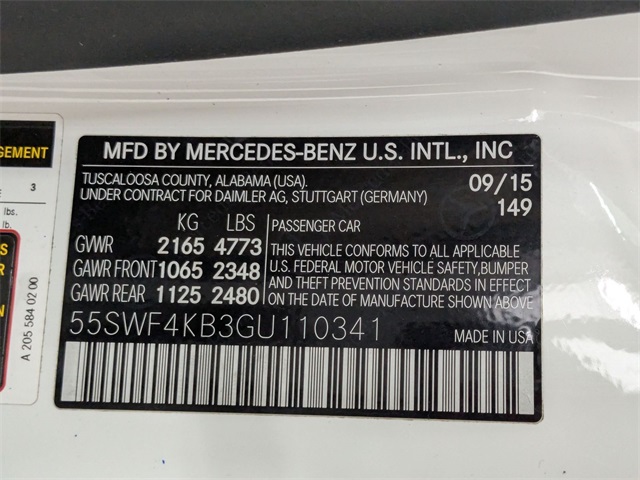 MFD BY MERCEDES-BENZ U.S. INTL., INC
TUSCALOOSA COUNTY, ALABAMA (USA).
UNDER CONTRACT FOR DAIMLER AG, STUTTGART (GERMANY)
09/15
149
KG LBS
GVWR 2165 4773
GAWR FRONT 1065 2348
GAWR REAR 1125 2480
PASSENGER CAR
THIS VEHICLE CONFORMS TO ALL APPLICABLE
U.S. FEDERAL MOTOR VEHICLE SAFETY, BUMPER
AND THEFT PREVENTION STANDARDS IN EFFECT
ON THE DATE OF MANUFACTURE SHOWN ABOVE.
55SWF4KB3GU110341
MADE IN USA
GEMENT
3
lbs.
lb.
A 205 584 02 00